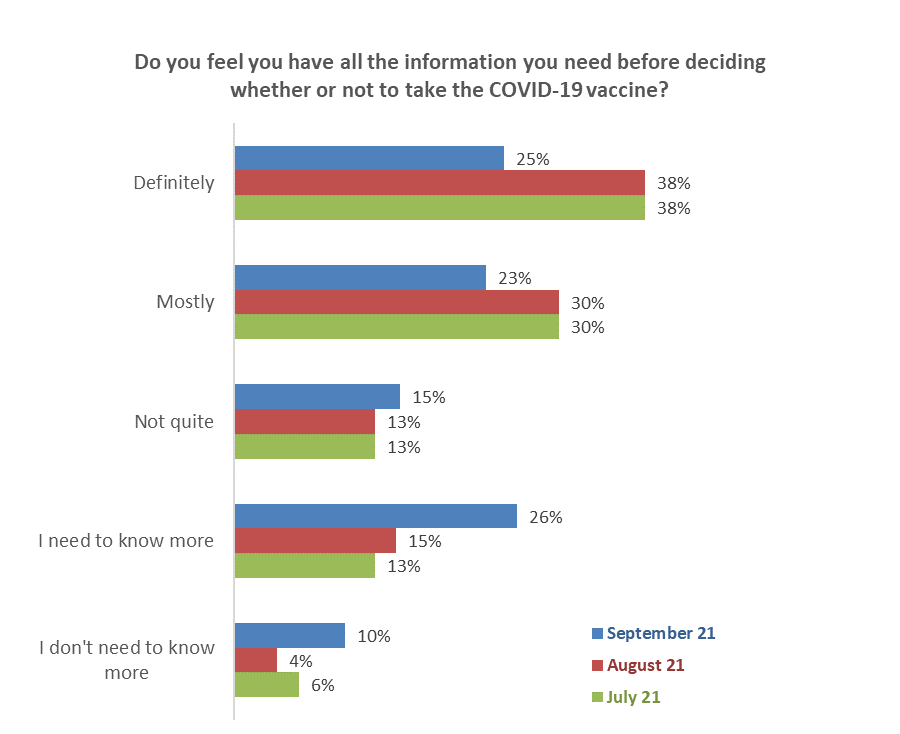 Do you feel you have all the information you need before deciding
whether or not to take the COVID-19 vaccine?
Definitely
25%
38%
38%
Mostly
23%
30%
30%
Not quite
15%
13%
13%
I need to know more
26%
15%
13%
I don't need to know
more
10%
4%
6%
September 21
August 21
July 21